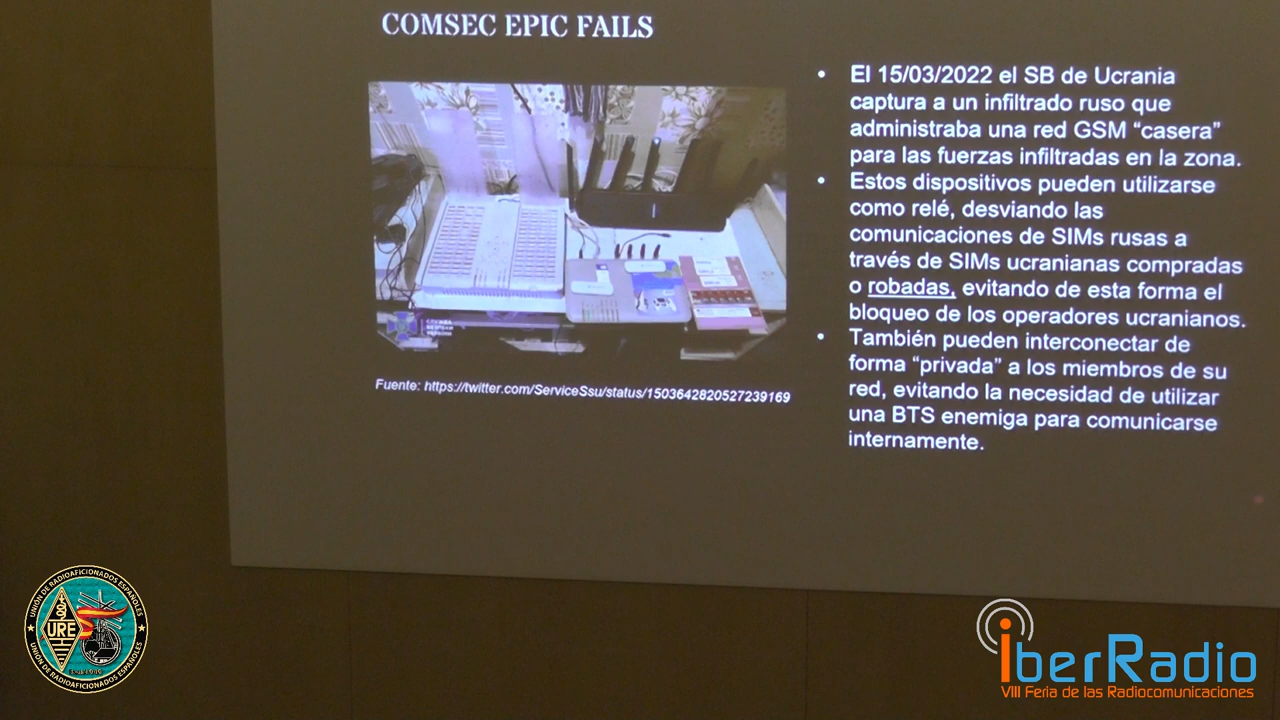 COMSEC EPIC FAILS
• El 15/03/2022 el SB de Ucrania
captura a un infiltrado ruso que
administraba una red GSM “casera”
para las fuerzas infiltradas en la zona.
• Estos dispositivos pueden utilizarse
como relé, desviando las
comunicaciones de SIMs rusas a
través de SIMs ucranianas compradas
o robadas, evitando de esta forma el
bloqueo de los operadores ucranianos.
• También pueden interconectar de
forma “privada” a los miembros de su
red, evitando la necesidad de utilizar
una BTS enemiga para comunicarse
internamente.
Fuente: https://twitter.com/ServiceSsu/status/1503642820527239169
UNIÓN DE RADIOAFICIONADOS ESPAÑOLES
URE
UNIÓN DE RADIOAFICIONADOS ESPAÑOLES
iberRadio
VIII Feria de las Radiocomunicaciones